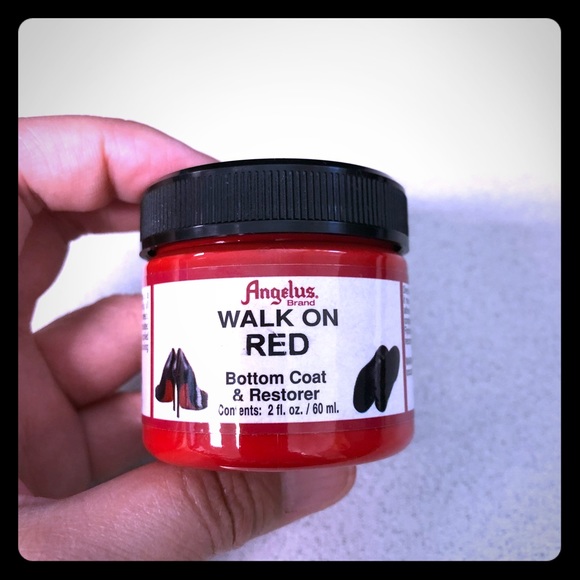 Angelus.
Brand
WALK ON
RED
Bottom Coat
& Restorer
Contents: 2 fl. oz. / 60 ml.